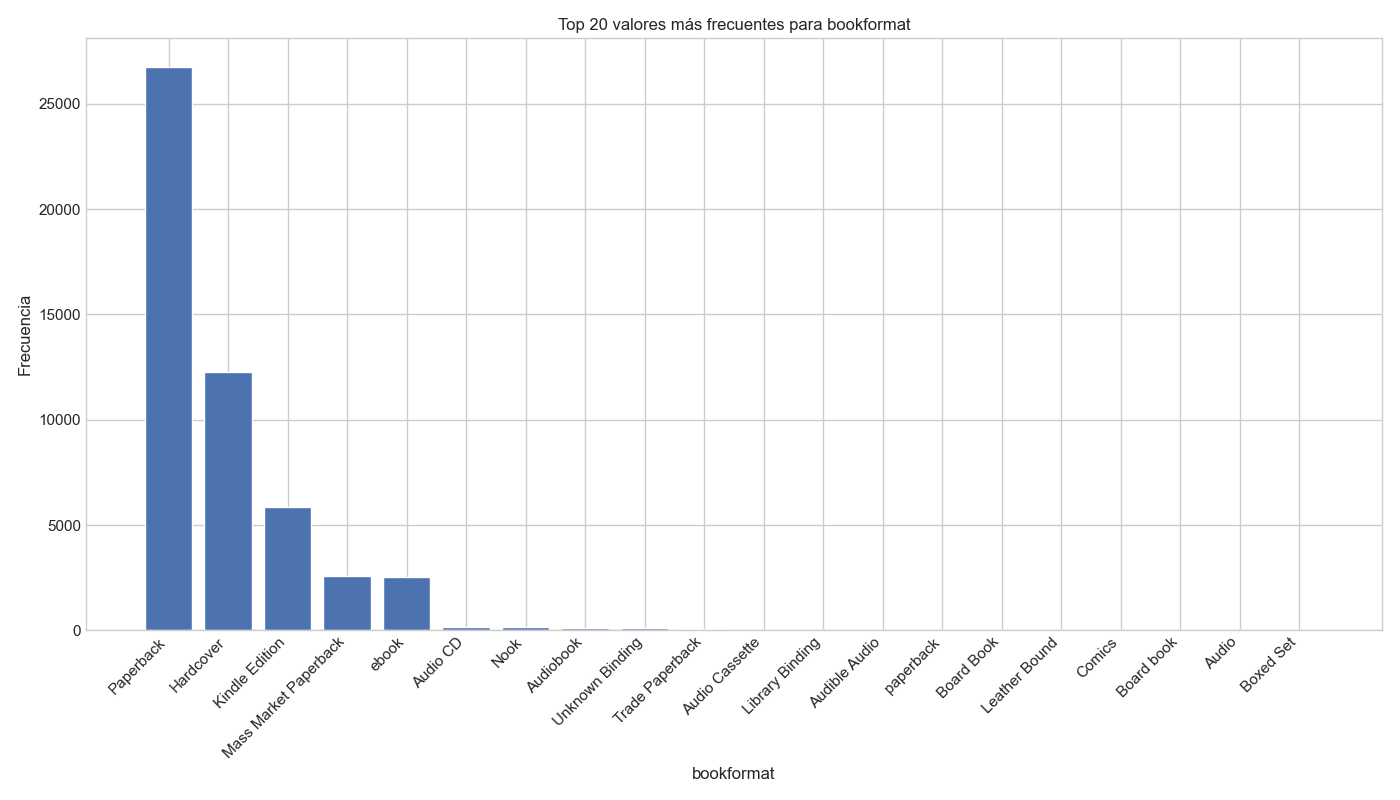 Top 20 valores más frecuentes para bookformat
Frecuencia
25000
20000
15000
10000
5000
0
Paperback
Hardcover
Kindle Edition
Mass Market Paperback
ebook
Audio CD
Nook
Audiobook
Unknown Binding
Trade Paperback
Audio Cassette
Library Binding
Audible Audio
paperback
Board Book
Leather Bound
Comics
Board book
Audio
Boxed Set
bookformat